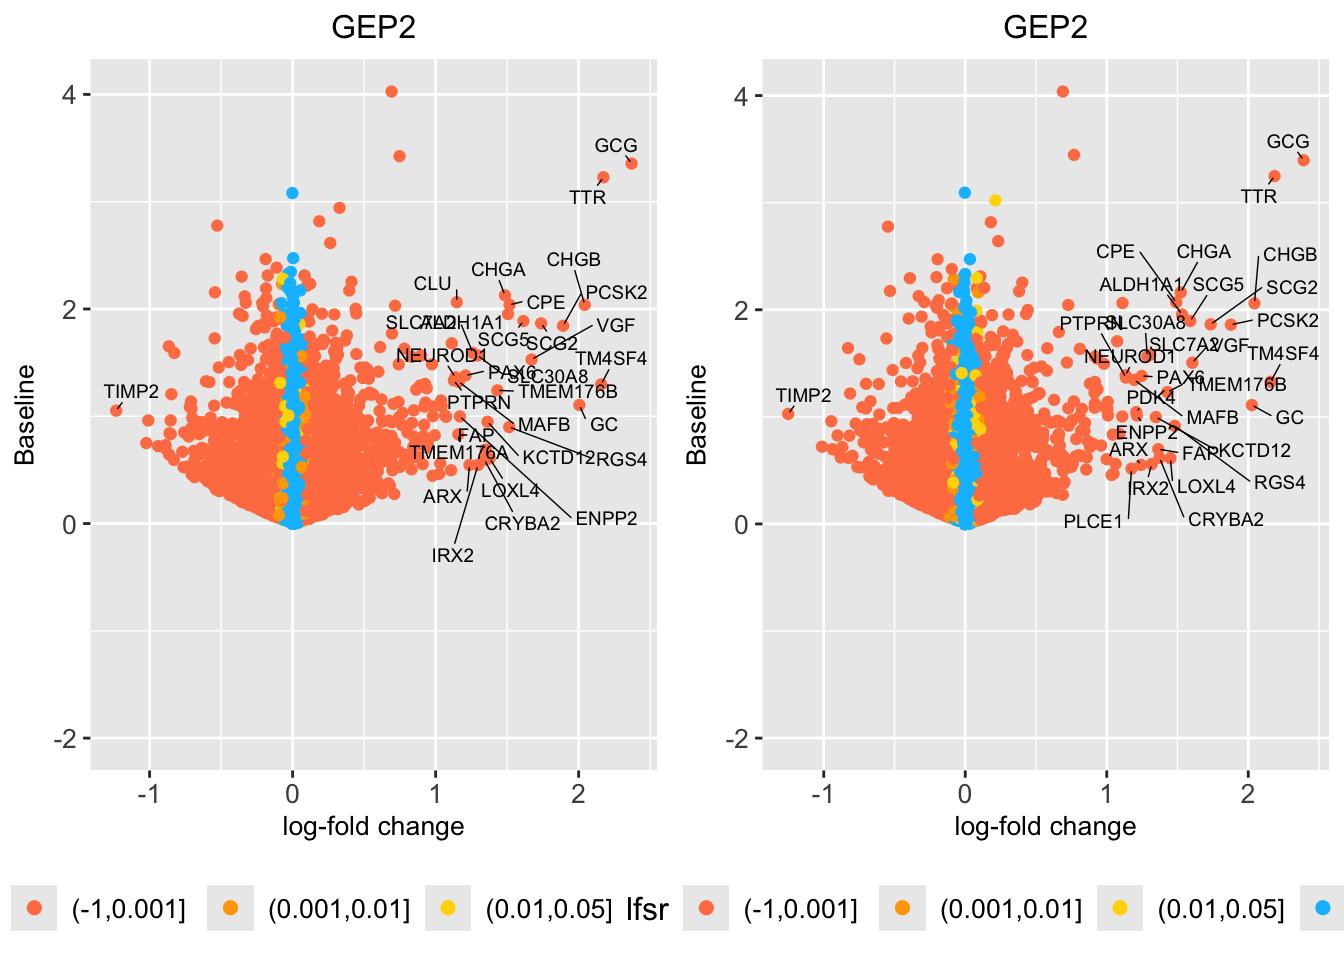 GEP2
GCG
TTR
CHGB
CHGA
CLU
PCSK2
CPE
VGF
SLC7A2
ALDH1A1
SCG5
SCG2
TM4SF4
NEUROD1
PAX6
SLC30A8
TIMP2
TMEM176B
PTPRN
MAFB
GC
FAP
TMEM176A
KCTD12
RGS4
ARX
LOXL4
CRYBA2
ENPP2
IRX2
4
2
0
-2
Baseline
-1
0
1
2
log-fold change
GEP2
GCG
TTR
CPE
CHGA
CHGB
ALDH1A1
SCG5
SCG2
PTPRN
SLC30A8
PCSK2
SLC7A2
VGF
NEUROD1
TM4SF4
PAX6
TIMP2
PDK4
TMEM176B
MAFB
GC
ENPP2
ARX
FAP
KCTD12
IRX2
LOXL4
RGS4
PLCE1
CRYBA2
4
2
0
-2
Baseline
-1
0
1
2
log-fold change
(-1,0.001] (0.001,0.01] (0.01,0.05] lfsr (-1,0.001] (0.001,0.01] (0.01,0.05]